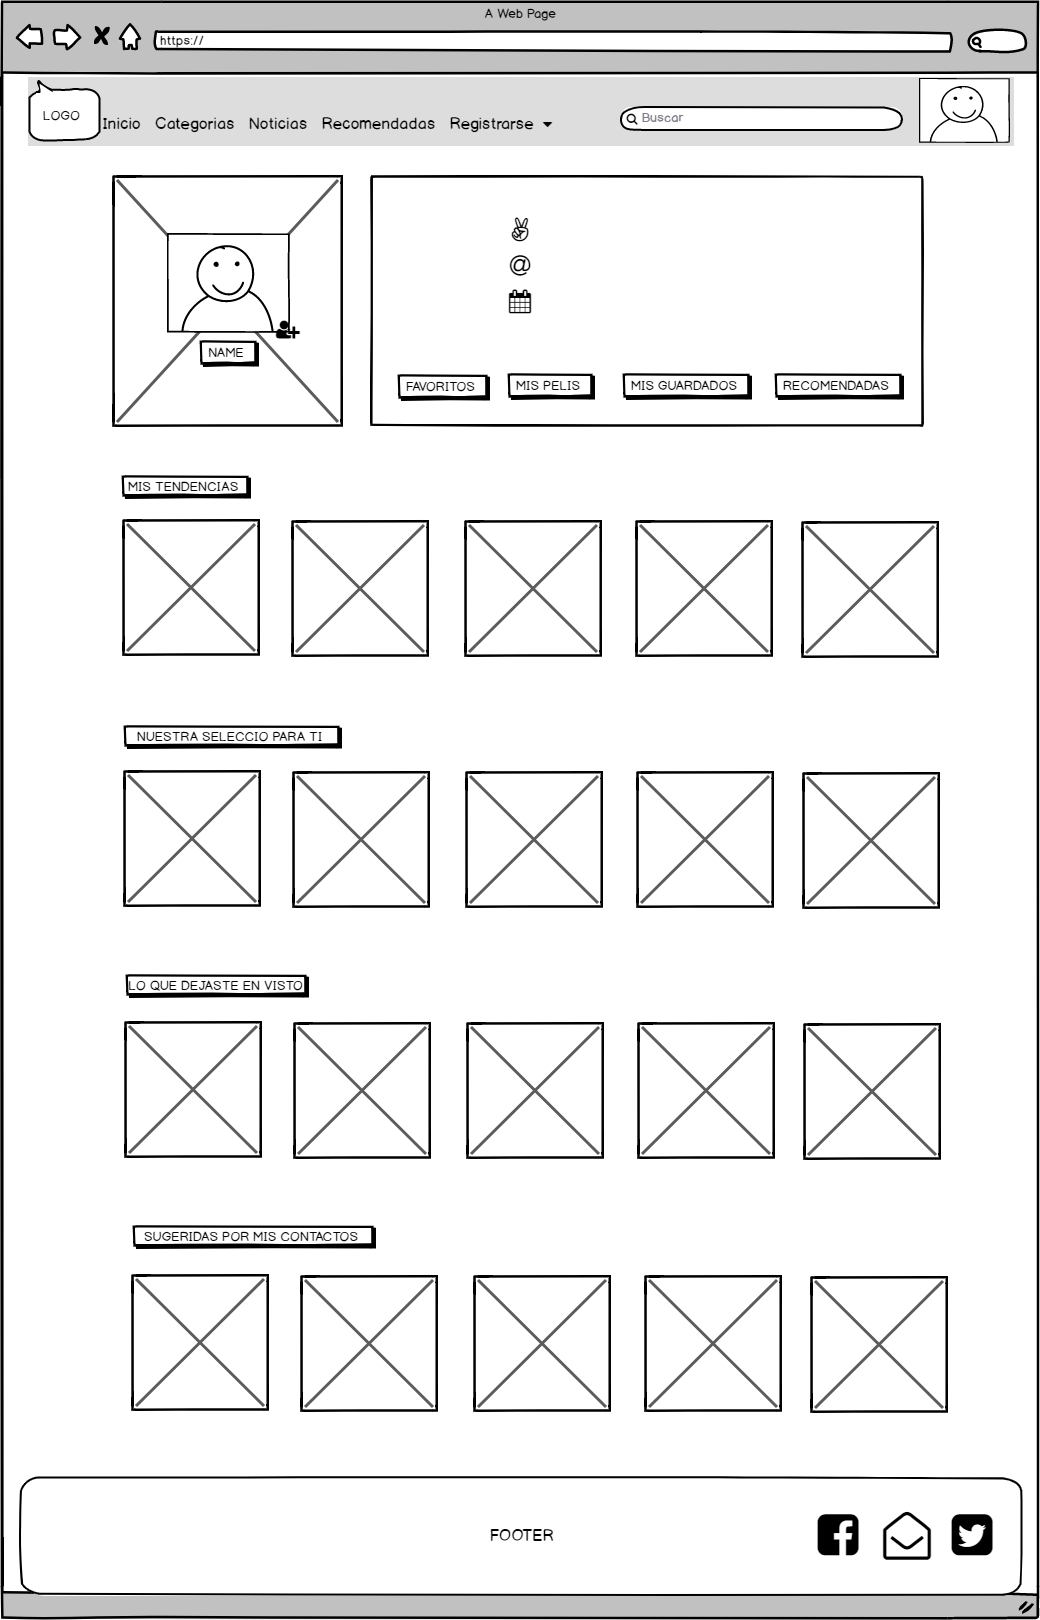 A Web Page
https://
LOGO
Inicio Categorias Noticias Recomendadas Registrarse
Buscar
@
NAME
FAVORITOS MIS PELIS MIS GUARDADOS RECOMENDADAS
MIS TENDENCIAS
NUESTRA SELECCIO PARA TI
LO QUE DEJASTE EN VISTO
SUGERIDAS POR MIS CONTACTOS
FOOTER